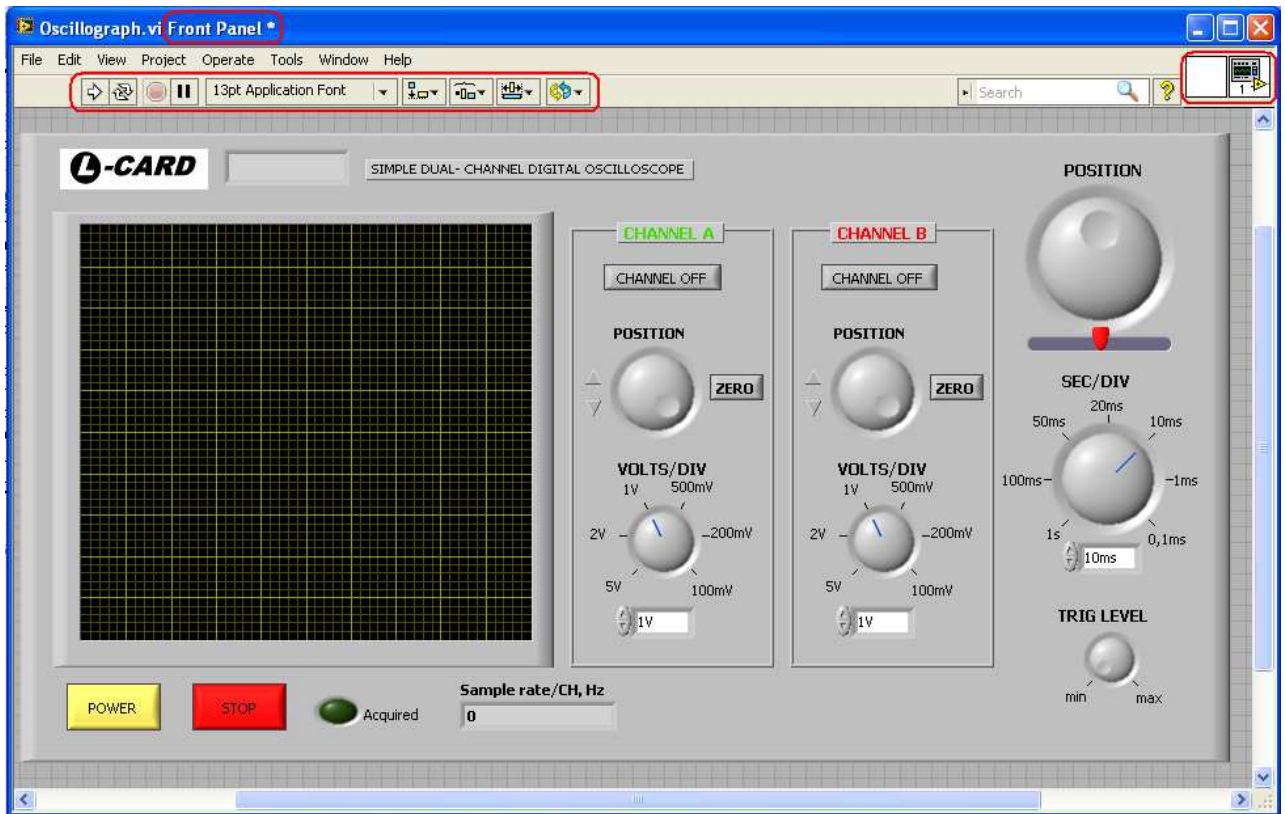 Oscillograph.vi Front Panel *
File Edit View Project Operate Tools Window Help
13pt Application Font
Search
1
L-CARD
SIMPLE DUAL- CHANNEL DIGITAL OSCILLOSCOPE
POSITION
CHANNEL A
CHANNEL B
CHANNEL OFF
CHANNEL OFF
POSITION
POSITION
ZERO
ZERO
SEC/DIV
20ms
50ms
10ms
100ms
1ms
1s
0,1ms
10ms
VOLTS/DIV
VOLTS/DIV
1V
500mV
1V
500mV
2V
200mV
2V
200mV
5V
100mV
5V
100mV
1V
1V
TRIG LEVEL
min
max
POWER
STOP
Acquired
Sample rate/CH, Hz
0